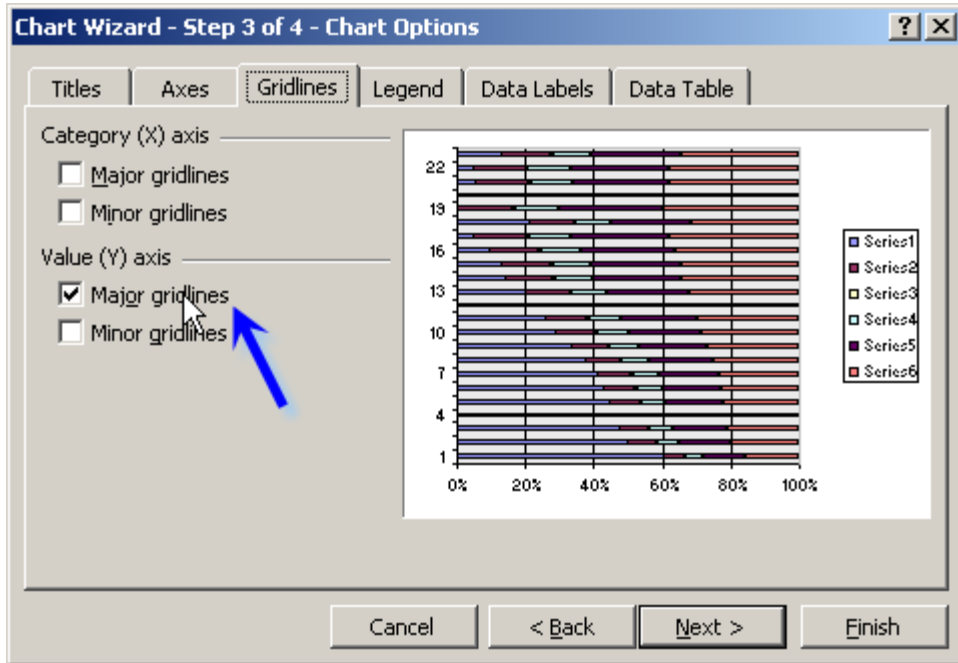 Chart Wizard - Step 3 of 4 - Chart Options
? X
Titles Axes Gridlines Legend Data Labels Data Table
Category (X) axis
Major gridlines
Minor gridlines
Value (Y) axis
Major gridlines
Minor gridlines
22
19
16
13
10
7
4
1
0% 20% 40% 60% 80% 100%
Series1
Series2
Series3
Series4
Series5
Series6
Cancel < Back Next > Finish